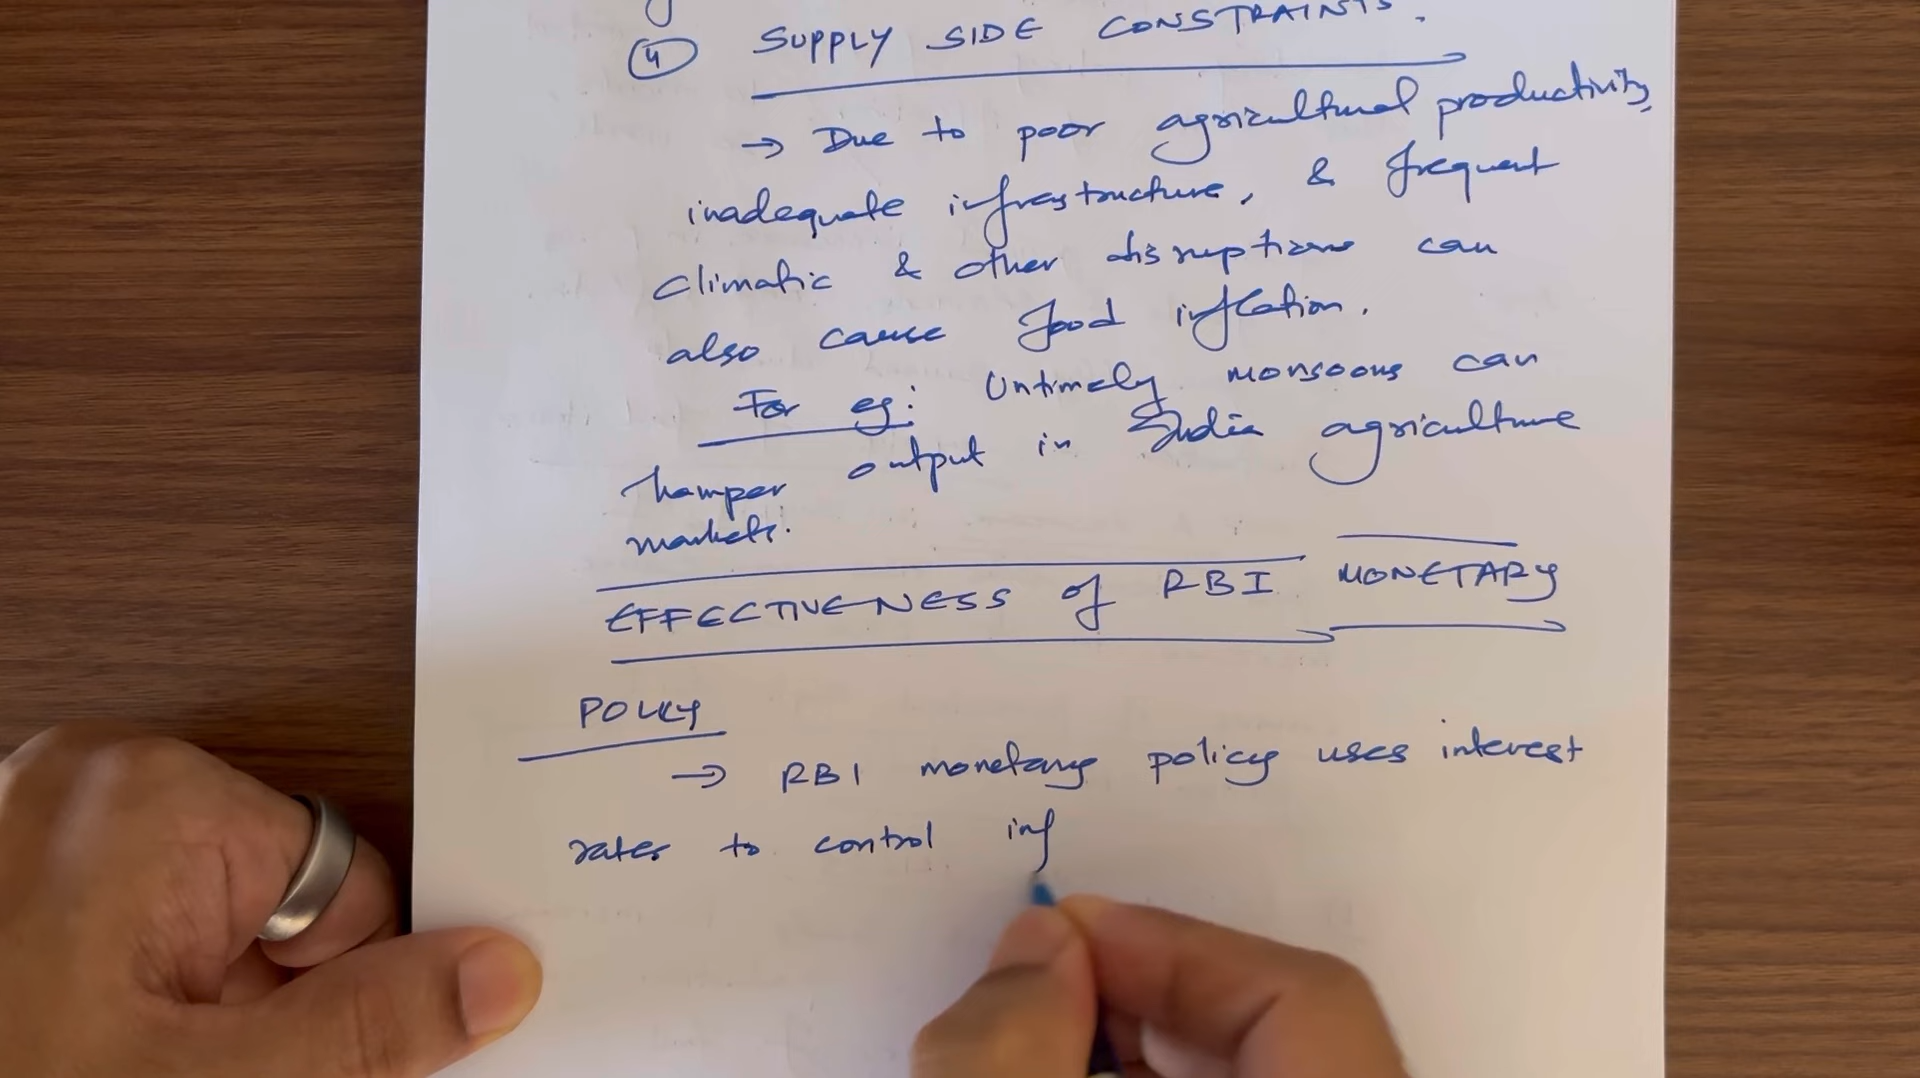 ④ SUPPLY SIDE CONSTRAINTS.
→ Due to poor agricultural productivity,
inadequate infrastructure, & frequent
climatic & other disruptions can
also cause food inflation.
For eg: Untimely monsoons can
hamper output in India agriculture
markets.
EFFECTIVENESS of RBI MONETARY
POLICY
→ RBI monetary policy uses interest
rates to control inf